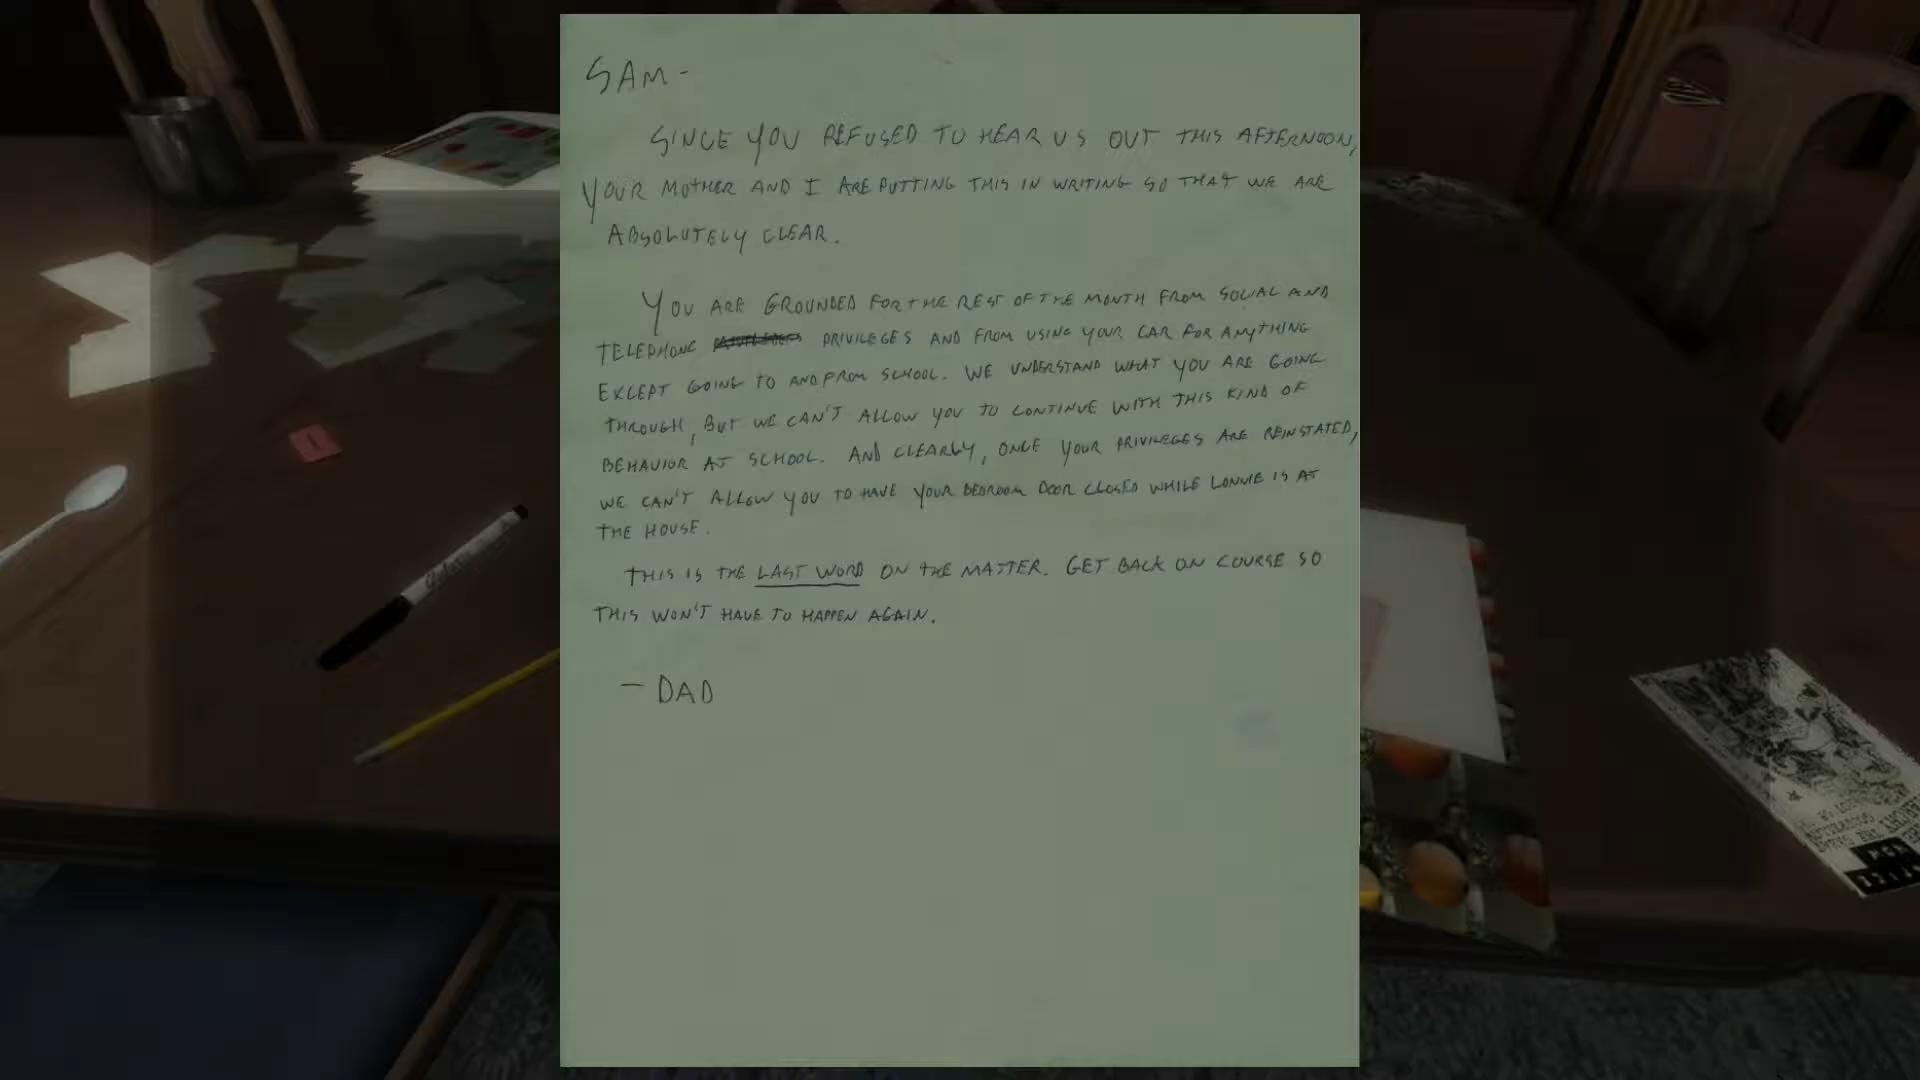 SAM-
SINCE YOU REFUSED TO HEAR US OUT THIS AFTERNOON,
YOUR MOTHER AND I ARE PUTTING THIS IN WRITING SO THAT WE ARE
ABSOLUTELY CLEAR.
YOU ARE GROUNDED FOR THE REST OF THE MONTH FROM SOCIAL AND
TELEPHONE PRIVILEGES AND FROM USING YOUR CAR FOR ANYTHING
EXCEPT GOING TO AND FROM SCHOOL. WE UNDERSTAND WHAT YOU ARE GOING
THROUGH, BUT WE CAN'T ALLOW YOU TO CONTINUE WITH THIS KIND OF
BEHAVIOR AT SCHOOL. AND CLEARLY, ONCE YOUR PRIVILEGES ARE REINSTATED,
WE CAN'T ALLOW YOU TO HAVE YOUR BEDROOM DOOR CLOSED WHILE LONNIE IS AT
THE HOUSE.
THIS IS THE LAST WORD ON THE MATTER. GET BACK ON COURSE SO
THIS WON'T HAVE TO HAPPEN AGAIN.
- DAD